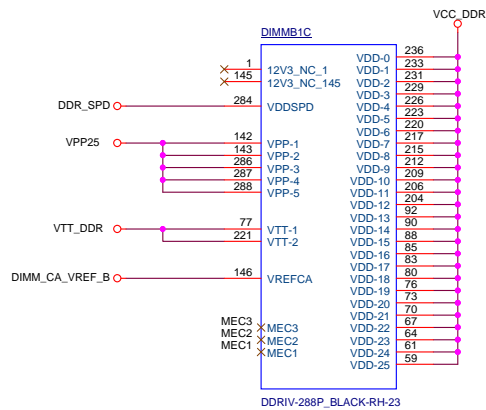 VCC_DDR
DIMMB1C
1 12V3_NC_1 VDD-0 236
145 12V3_NC_145 VDD-1 233
VDD-2 231
VDD-3 229
DDR_SPD 284 VDDSPD VDD-4 226
VDD-5 223
VDD-6 220
VPP25 142 VPP-1 VDD-7 217
143 VPP-2 VDD-8 215
286 VPP-3 VDD-9 212
287 VPP-4 VDD-10 209
288 VPP-5 VDD-11 206
VDD-12 204
VDD-13 92
VTT_DDR 77 VTT-1 VDD-14 90
221 VTT-2 VDD-15 88
VDD-16 85
VDD-17 83
DIMM_CA_VREF_B 146 VREFCA VDD-18 80
VDD-19 76
VDD-20 73
VDD-21 70
MEC3 MEC3 VDD-22 67
MEC2 MEC2 VDD-23 64
MEC1 MEC1 VDD-24 61
VDD-25 59
DDRIV-288P_BLACK-RH-23